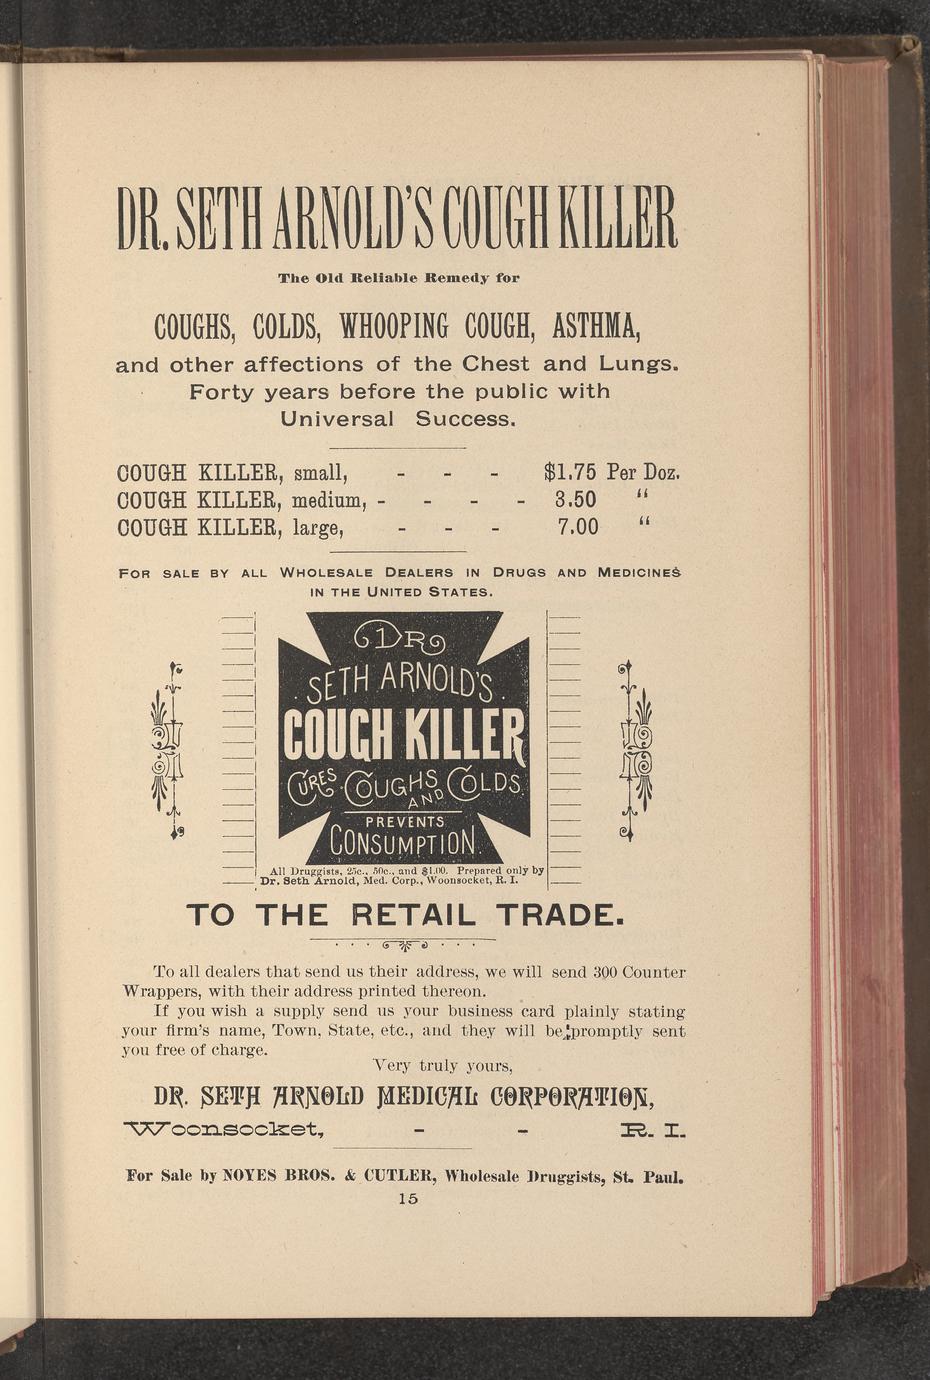 DR. SETH ARNOLD'S COUGH KILLER
The Old Reliable Remedy for
COUGHS, COLDS, WHOOPING COUGH, ASTHMA,
and other affections of the Chest and Lungs.
Forty years before the public with
Universal Success.
COUGH KILLER, small, - - - $1.75 Per Doz.
COUGH KILLER, medium, - - - - 3.50 “
COUGH KILLER, large, - - - 7.00 “
FOR SALE BY ALL WHOLESALE DEALERS IN DRUGS AND MEDICINES
IN THE UNITED STATES.
DR
SETH ARNOLD'S
COUGH KILLER
CURES COUGHS AND COLDS
PREVENTS
CONSUMPTION.
All Druggists, 25c., 50c., and $1.00. Prepared only by
Dr. Seth Arnold, Med. Corp., Woonsocket, R. I.
TO THE RETAIL TRADE.
To all dealers that send us their address, we will send 300 Counter
Wrappers, with their address printed thereon.
If you wish a supply send us your business card plainly stating
your firm's name, Town, State, etc., and they will be promptly sent
you free of charge.
Very truly yours,
DR. SETH ARNOLD MEDICAL CORPORATION,
Woonsocket, - - R. I.
For Sale by NOYES BROS. & CUTLER, Wholesale Druggists, St. Paul.
15